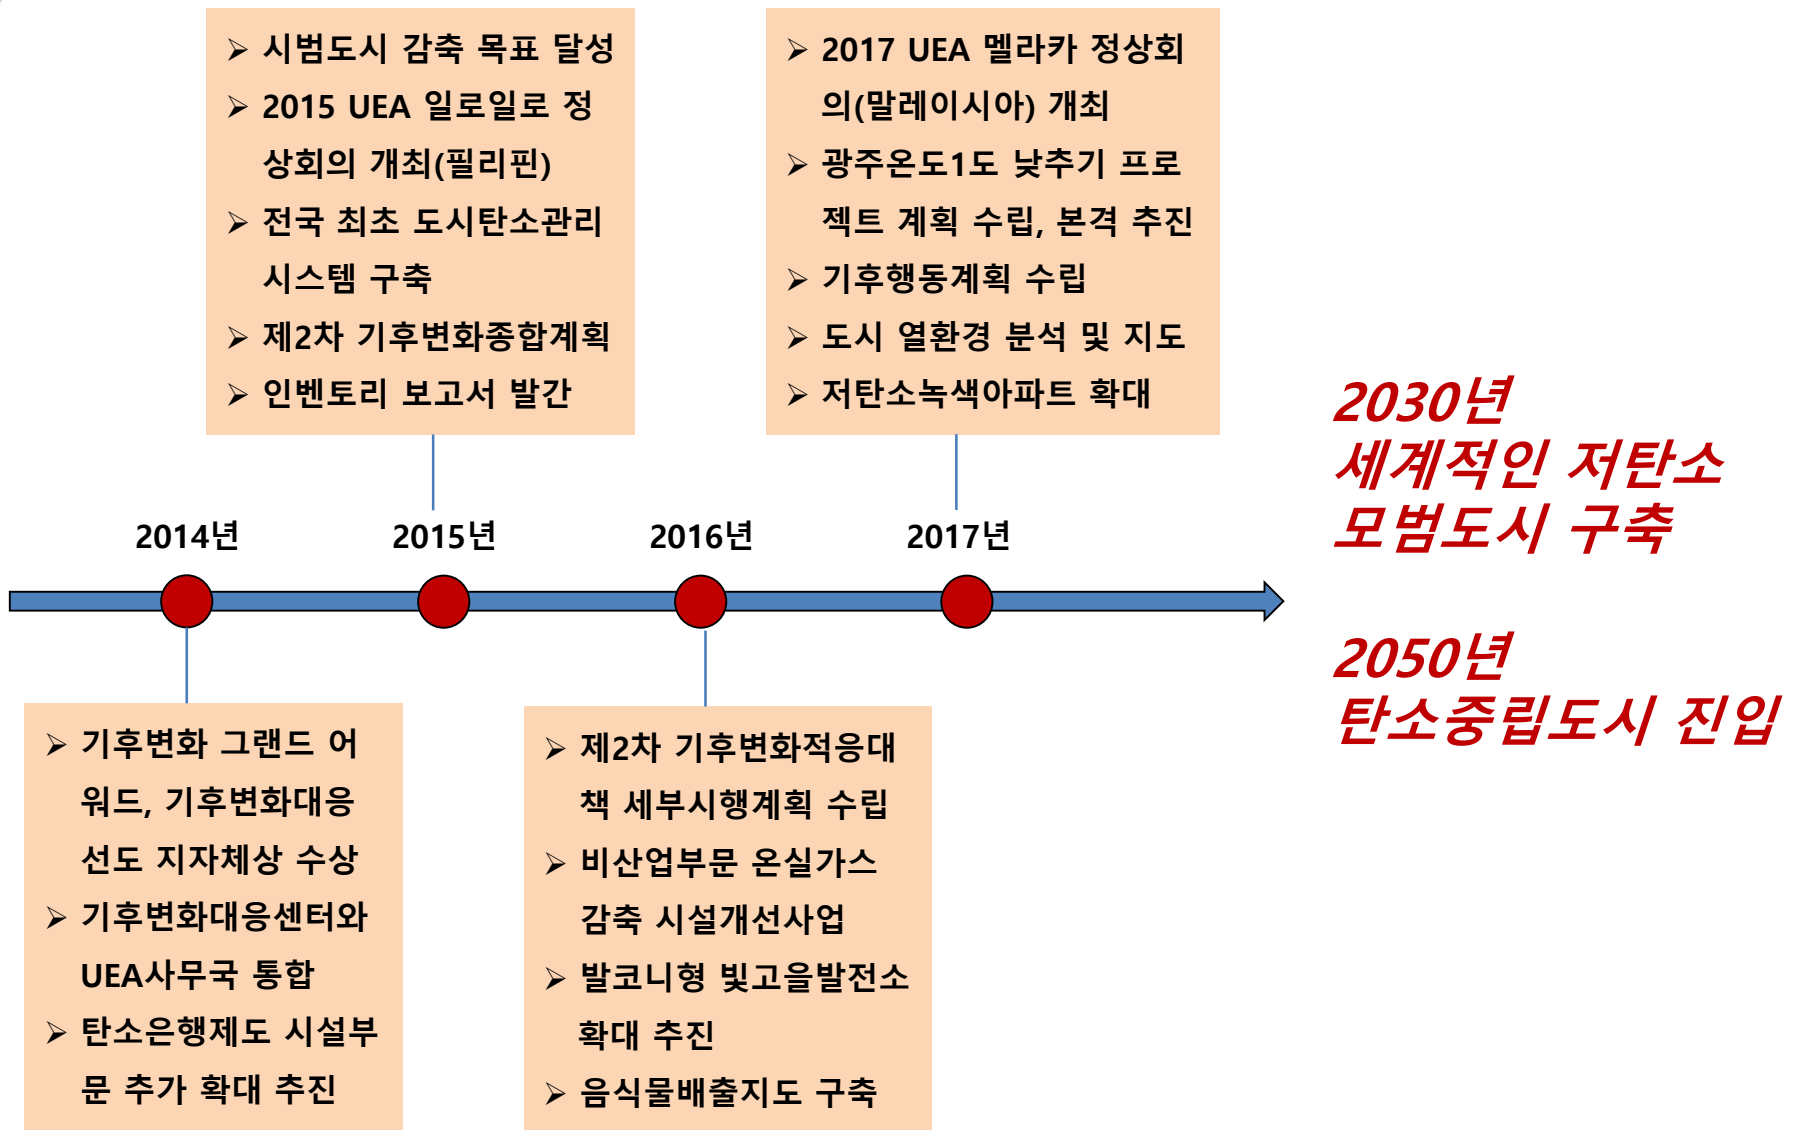 시범도시 감축 목표 달성
2015 UEA 일로일로 정
상회의 개최(필리핀)
전국 최초 도시탄소관리
시스템 구축
제2차 기후변화종합계획
인벤토리 보고서 발간
2017 UEA 멜라카 정상회
의(말레이시아) 개최
광주온도1도 낮추기 프로
젝트 계획 수립, 본격 추진
기후행동계획 수립
도시 열환경 분석 및 지도
저탄소녹색아파트 확대
2014년
2015년
2016년
2017년
기후변화 그랜드 어
워드, 기후변화대응
선도 지자체상 수상
기후변화대응센터와
UEA사무국 통합
탄소은행제도 시설부
문 추가 확대 추진
제2차 기후변화적응대
책 세부시행계획 수립
비산업부문 온실가스
감축 시설개선사업
발코니형 빛고을발전소
확대 추진
음식물배출지도 구축
2030년
세계적인 저탄소
모범도시 구축
2050년
탄소중립도시 진입